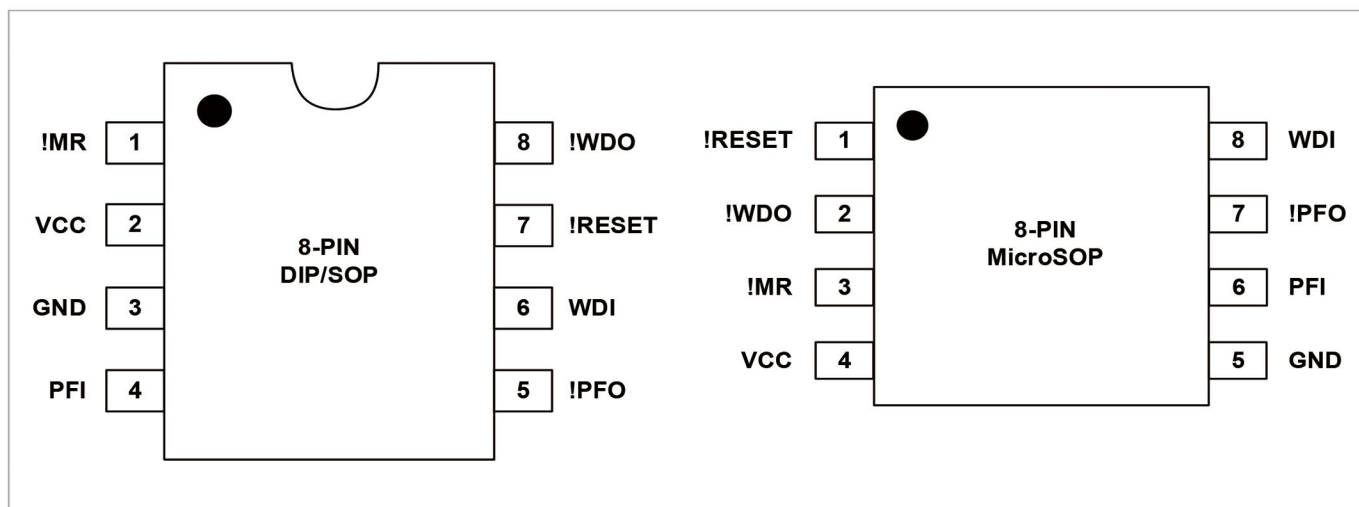 !MR 1 8 !WDO
VCC 2 7 !RESET
8-PIN
DIP/SOP
GND 3 6 WDI
PFI 4 5 !PFO
!RESET 1 8 WDI
!WDO 2 7 !PFO
8-PIN
MicroSOP
!MR 3 6 PFI
VCC 4 5 GND